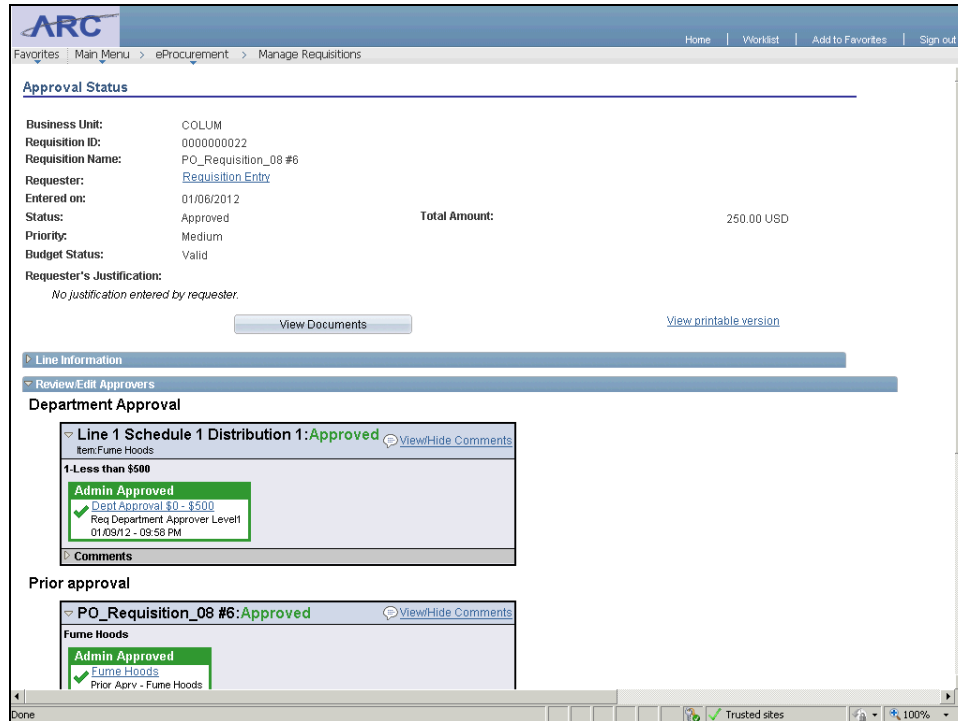 ARC
Home | Worklist | Add to Favorites | Sign out
Favorites Main Menu > eProcurement > Manage Requisitions
Approval Status
Business Unit: COLUM
Requisition ID: 0000000022
Requisition Name: PO_Requisition_08 #6
Requester: Requisition Entry
Entered on: 01/06/2012
Status: Approved Total Amount: 250.00 USD
Priority: Medium
Budget Status: Valid
Requester's Justification:
No justification entered by requester.
View Documents View printable version
Line Information
Review/Edit Approvers
Department Approval
Line 1 Schedule 1 Distribution 1:Approved View/Hide Comments
Item:Fume Hoods
1-Less than $500
Admin Approved
Dept Approval $0 - $500
Req Department Approver Level1
01/09/12 - 09:58 PM
Comments
Prior approval
PO_Requisition_08 #6:Approved View/Hide Comments
Fume Hoods
Admin Approved
Fume Hoods
Prior Aprv - Fume Hoods
Done Trusted sites 100%